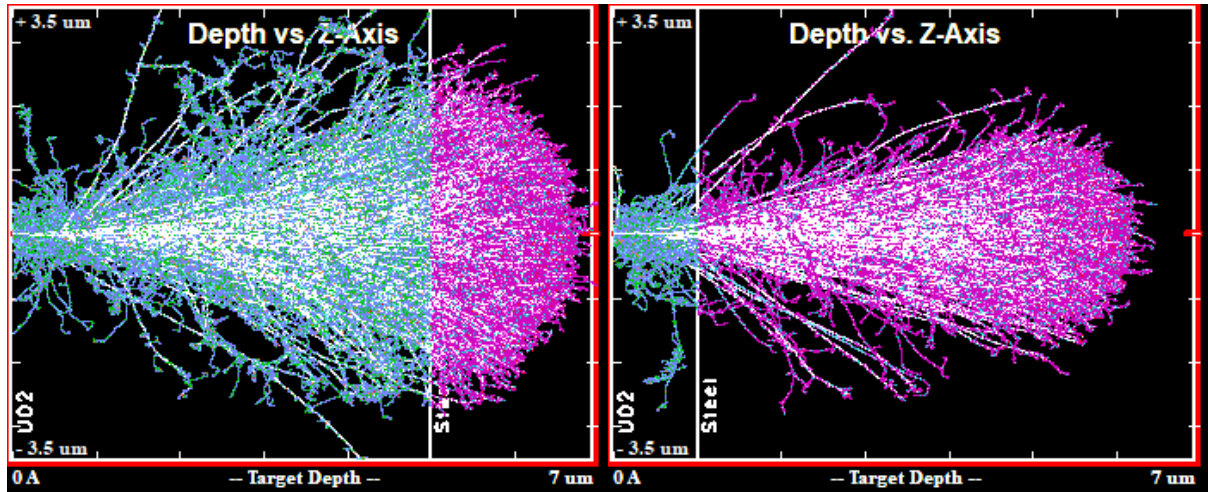 + 3.5 um
Depth vs. Z-Axis
UO2
Steel
- 3.5 um
0 A
-- Target Depth --
7 um
+ 3.5 um
Depth vs. Z-Axis
UO2
Steel
- 3.5 um
0 A
-- Target Depth --
7 um